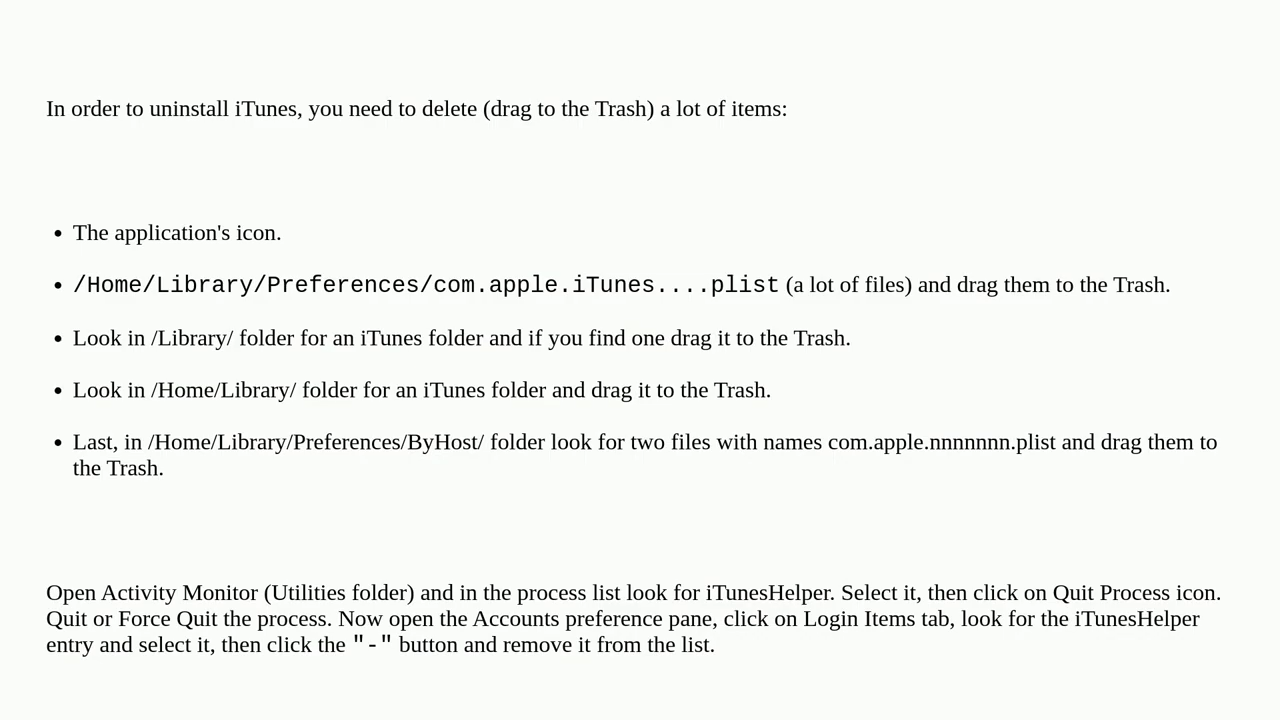 In order to uninstall iTunes, you need to delete (drag to the Trash) a lot of items:
• The application's icon.
• /Home/Library/Preferences/com.apple.iTunes....plist (a lot of files) and drag them to the Trash.
• Look in /Library/ folder for an iTunes folder and if you find one drag it to the Trash.
• Look in /Home/Library/ folder for an iTunes folder and drag it to the Trash.
• Last, in /Home/Library/Preferences/ByHost/ folder look for two files with names com.apple.nnnnnnn.plist and drag them to
the Trash.
Open Activity Monitor (Utilities folder) and in the process list look for iTunesHelper. Select it, then click on Quit Process icon.
Quit or Force Quit the process. Now open the Accounts preference pane, click on Login Items tab, look for the iTunesHelper
entry and select it, then click the "-" button and remove it from the list.